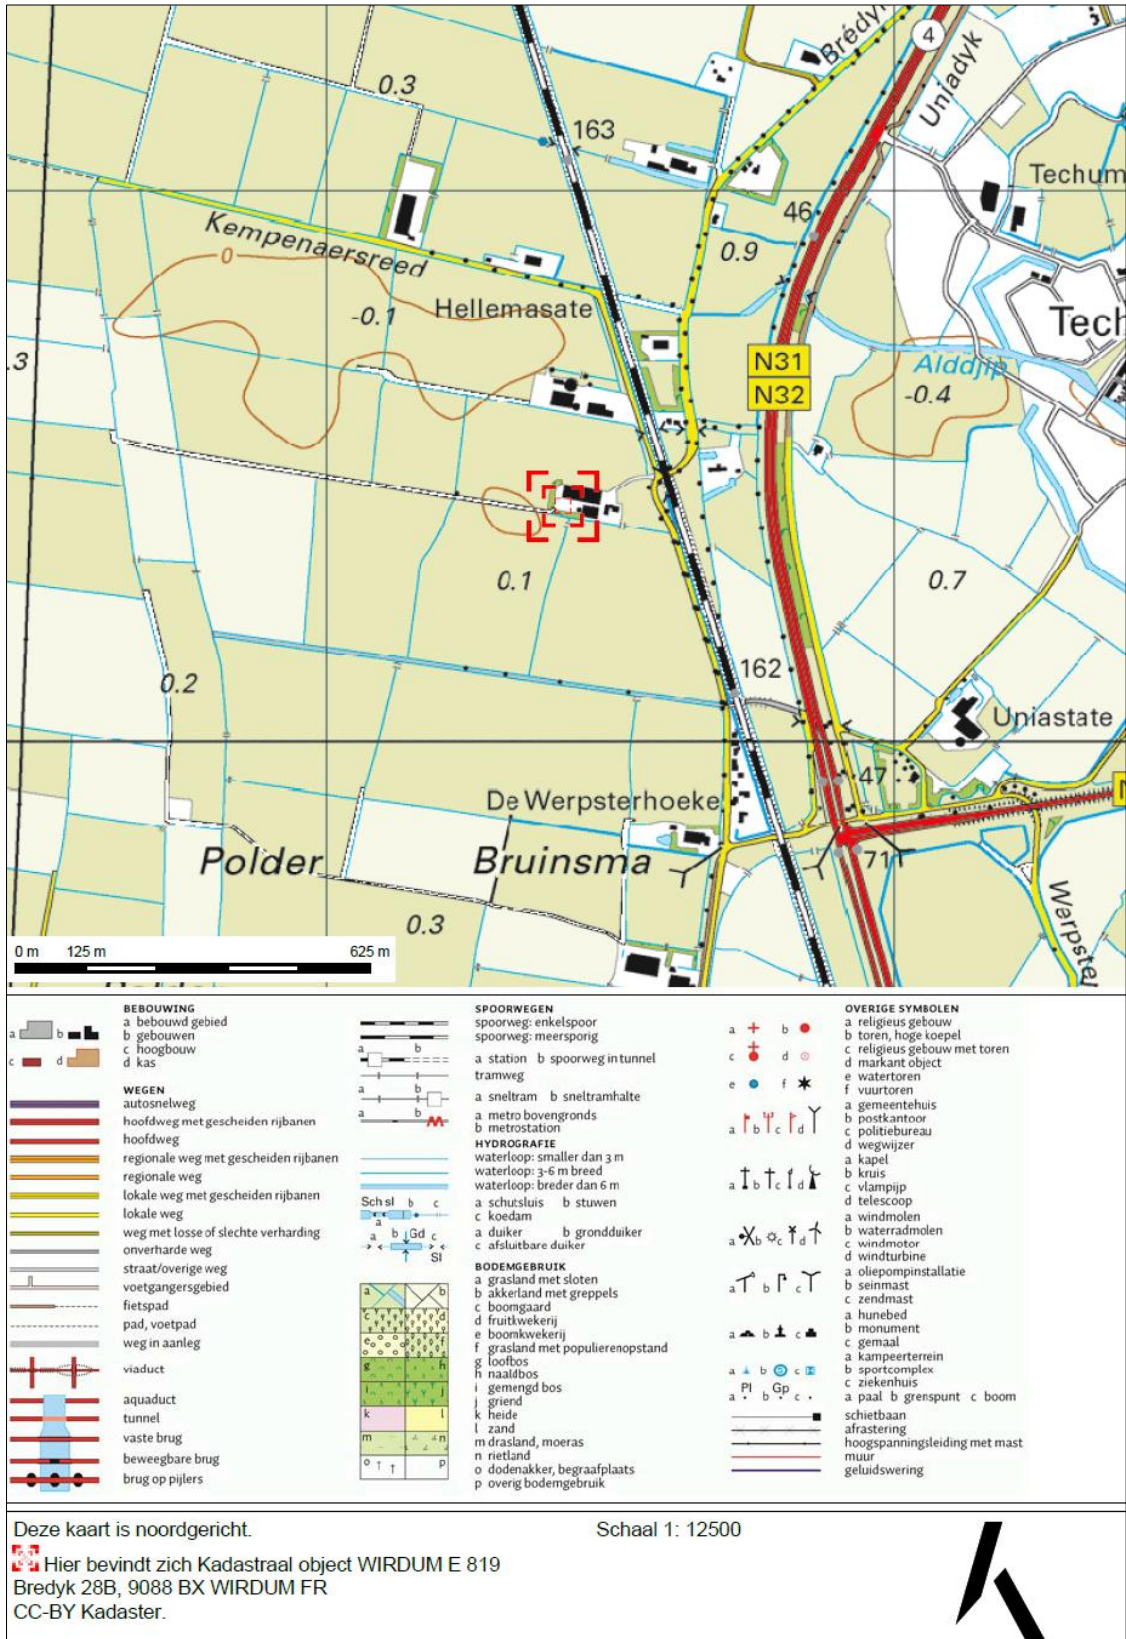 4
Brédyk
Uniadyk
0.3
163
Techum
46
Kempenaersreed
0.9
0
-0.1
Hellemasate
Tech
N31
N32
Alddjip
.3
-0.4
0.1
0.7
0.2
162
Uniastate
47
De Werpsterhoeke
N
Polder
Bruinsma
71
0.3
Werpster
0 m 125 m 625 m
BEBOUWING
a b
a bebouwd gebied
b gebouwen
c d
c hoogbouw
d kas
WEGEN
autosnelweg
hoofdweg met gescheiden rijbanen
hoofdweg
regionale weg met gescheiden rijbanen
regionale weg
lokale weg met gescheiden rijbanen
lokale weg
weg met losse of slechte verharding
onverharde weg
straat/overige weg
voetgangersgebied
fietspad
pad, voetpad
weg in aanleg
viaduct
aquaduct
tunnel
vaste brug
beweegbare brug
brug op pijlers
SPOORWEGEN
spoorweg: enkelspoor
spoorweg: meersporig
a b
a station b spoorweg in tunnel
tramweg
a b
a sneltram b sneltramhalte
a b
a metro bovengronds
b metrostation
HYDROGRAFIE
waterloop: smaller dan 3 m
waterloop: 3-6 m breed
waterloop: breder dan 6 m
Schsl b c
a
a schutsluis b stuwen
c koedam
a b Gd c
Sl
a duiker b grondduiker
c afsluitbare duiker
BODEMGEBRUIK
a b
c d
e f
g h
i j
k l
m n
o p
a grasland met sloten
b akkerland met greppels
c boomgaard
d fruitkwekerij
e boomkwekerij
f grasland met populierenopstand
g loofbos
h naaldbos
i gemengd bos
j griend
k heide
l zand
m drasland, moeras
n rietland
o dodenakker, begraafplaats
p overig bodemgebruik
OVERIGE SYMBOLEN
a b
c d
e f
a religieus gebouw
b toren, hoge koepel
c religieus gebouw met toren
d markant object
e watertoren
f vuurtoren
a b c d
a gemeentehuis
b postkantoor
c politiebureau
d wegwijzer
a b c d
a kapel
b kruis
c vlampijp
d telescoop
a b c d
a windmolen
b waterradmolen
c windmotor
d windturbine
a b c
a oliepompinstallatie
b seinmast
c zendmast
a b c
a hunebed
b monument
c gemaal
a b c
a kampeerterrein
b sportcomplex
c ziekenhuis
Pl Gp
a b c
a paal b grenspunt c boom
schietbaan
afrastering
hoogspanningsleiding met mast
muur
geluidswering
Deze kaart is noordgericht. Schaal 1: 12500
Hier bevindt zich Kadastraal object WIRDUM E 819
Bredyk 28B, 9088 BX WIRDUM FR
CC-BY Kadaster.